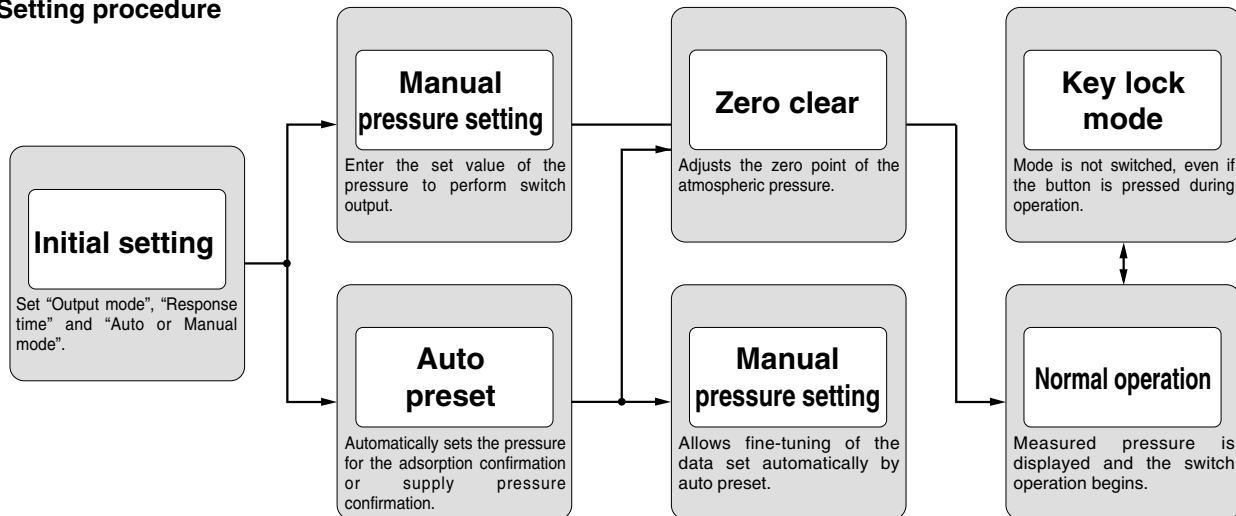 Setting procedure
Initial setting
Set “Output mode”, “Response
time” and “Auto or Manual
mode”.
Manual
pressure setting
Enter the set value of the
pressure to perform switch
output.
Auto
preset
Automatically sets the pressure
for the adsorption confirmation
or supply pressure
confirmation.
Zero clear
Adjusts the zero point of the
atmospheric pressure.
Manual
pressure setting
Allows fine-tuning of the
data set automatically by
auto preset.
Key lock
mode
Mode is not switched, even if
the button is pressed during
operation.
Normal operation
Measured pressure is
displayed and the switch
operation begins.